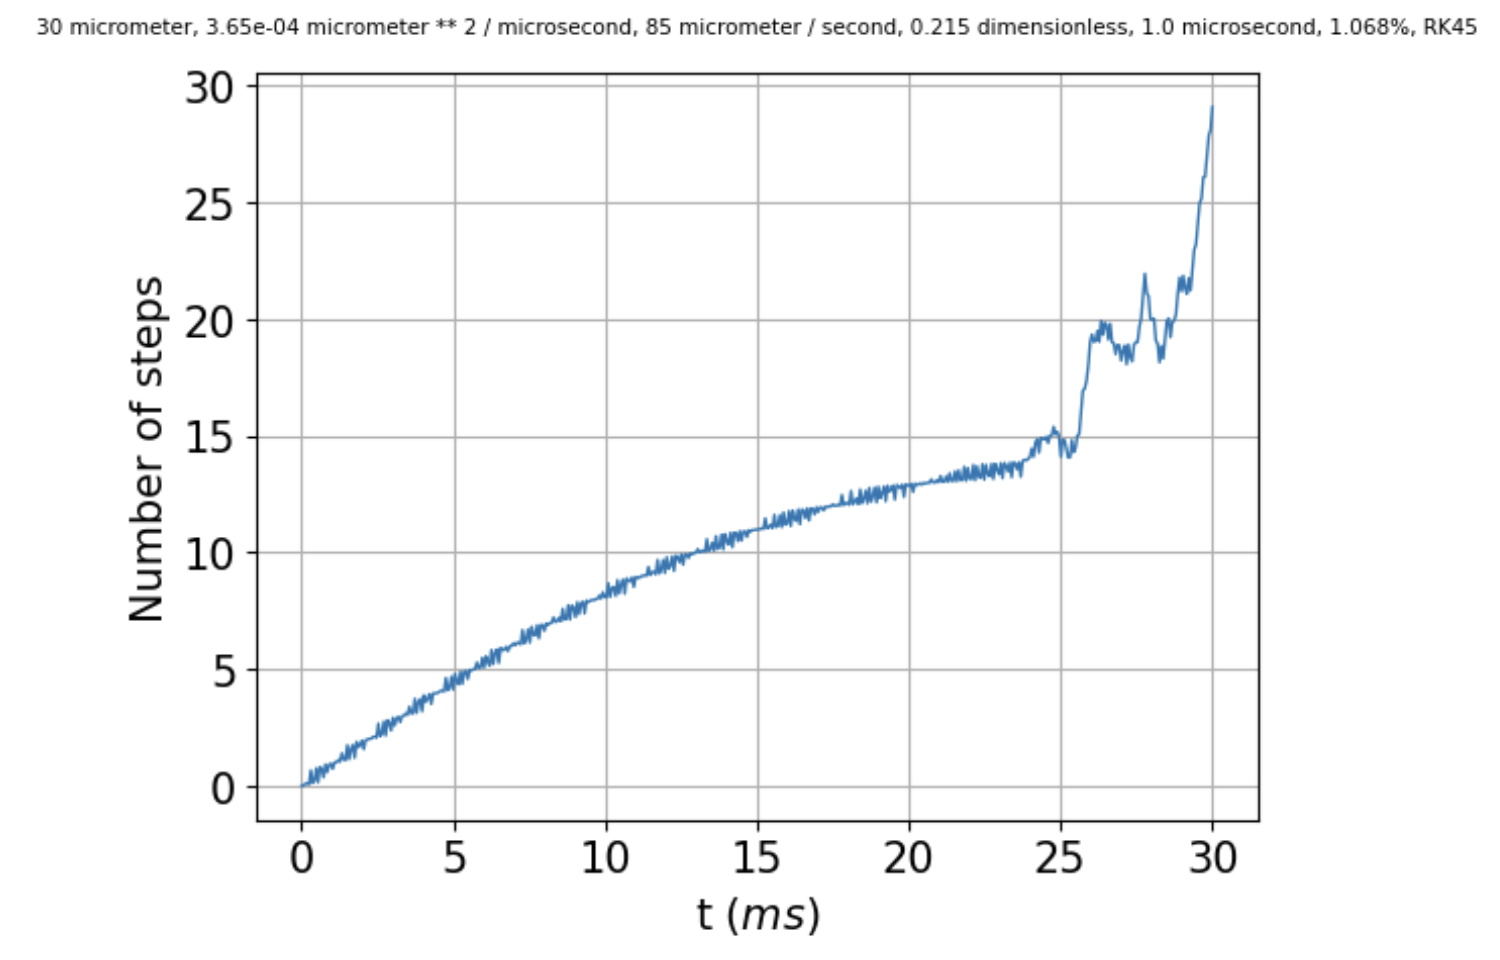 30 micrometer, 3.65e-04 micrometer ** 2 / microsecond, 85 micrometer / second, 0.215 dimensionless, 1.0 microsecond, 1.068%, RK45
30
25
20
15
10
5
0
Number of steps
0 5 10 15 20 25 30
t (ms)